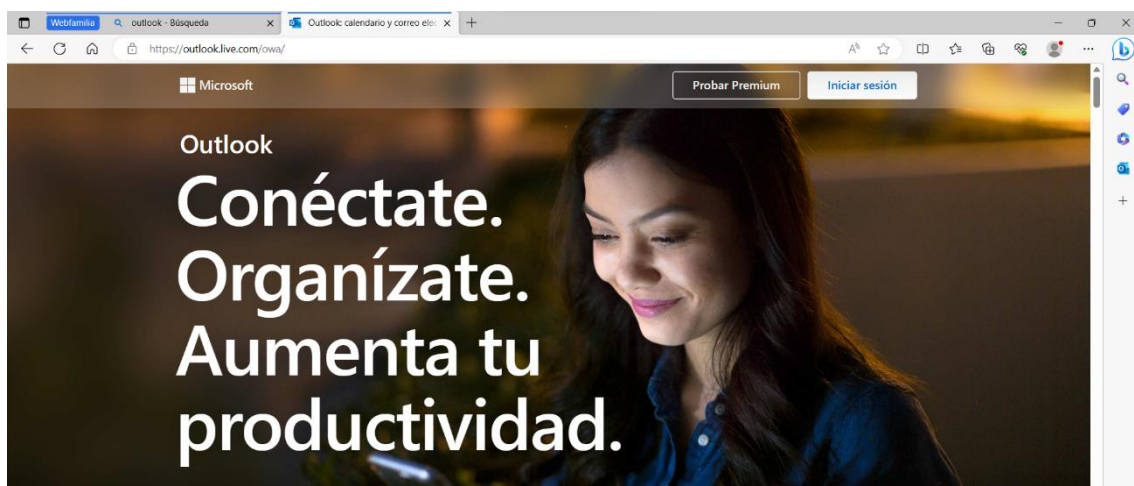 Webfamilia
outlook - Búsqueda
Outlook: calendario y correo elec
https://outlook.live.com/owa/
Microsoft
Probar Premium
Iniciar sesión
Outlook
Conéctate.
Organízate.
Aumenta tu
productividad.